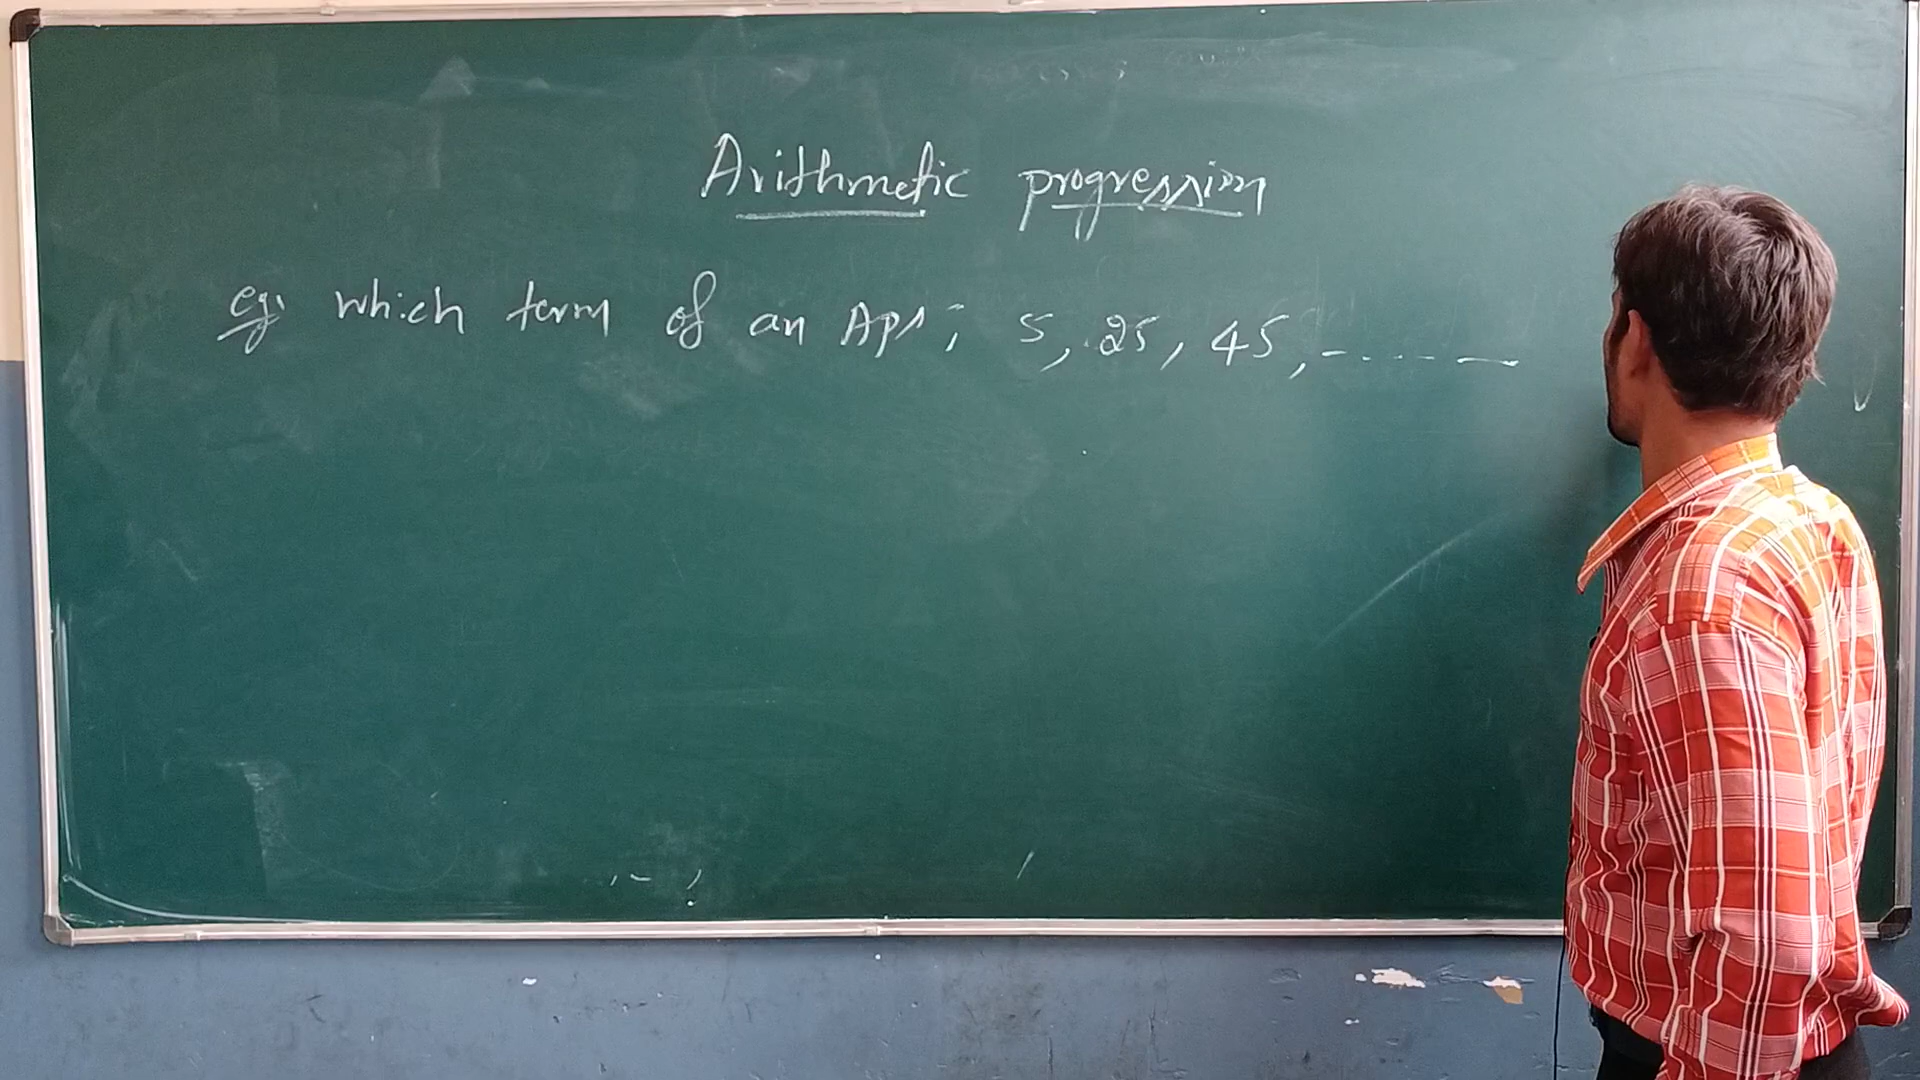 Arithmetic progression
eg: which term of an APs; 5, 25, 45, -----